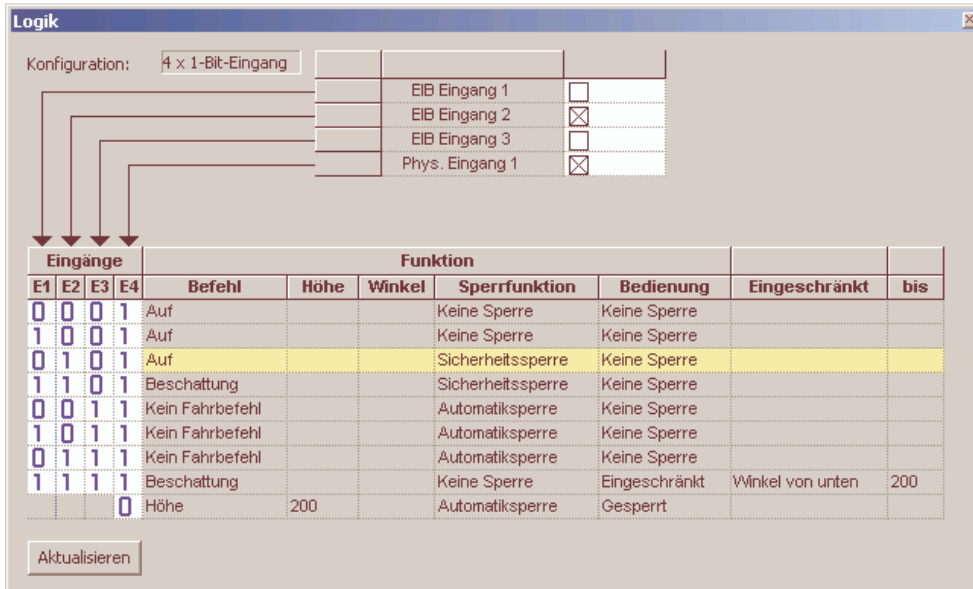 Logik
Konfiguration: 4 x 1-Bit-Eingang
EIB Eingang 1
EIB Eingang 2
EIB Eingang 3
Phys. Eingang 1
Eingänge Funktion
E1 E2 E3 E4 Befehl Höhe Winkel Sperrfunktion Bedienung Eingeschränkt bis
0 0 0 1 Auf Keine Sperre Keine Sperre
1 0 0 1 Auf Keine Sperre Keine Sperre
0 1 0 1 Auf Sicherheitssperre Keine Sperre
1 1 0 1 Beschattung Sicherheitssperre Keine Sperre
0 0 1 1 Kein Fahrbefehl Automatiksperre Keine Sperre
1 0 1 1 Kein Fahrbefehl Automatiksperre Keine Sperre
0 1 1 1 Kein Fahrbefehl Automatiksperre Keine Sperre
1 1 1 1 Beschattung Keine Sperre Eingeschränkt Winkel von unten 200
0 Höhe 200 Automatiksperre Gesperrt
Aktualisieren